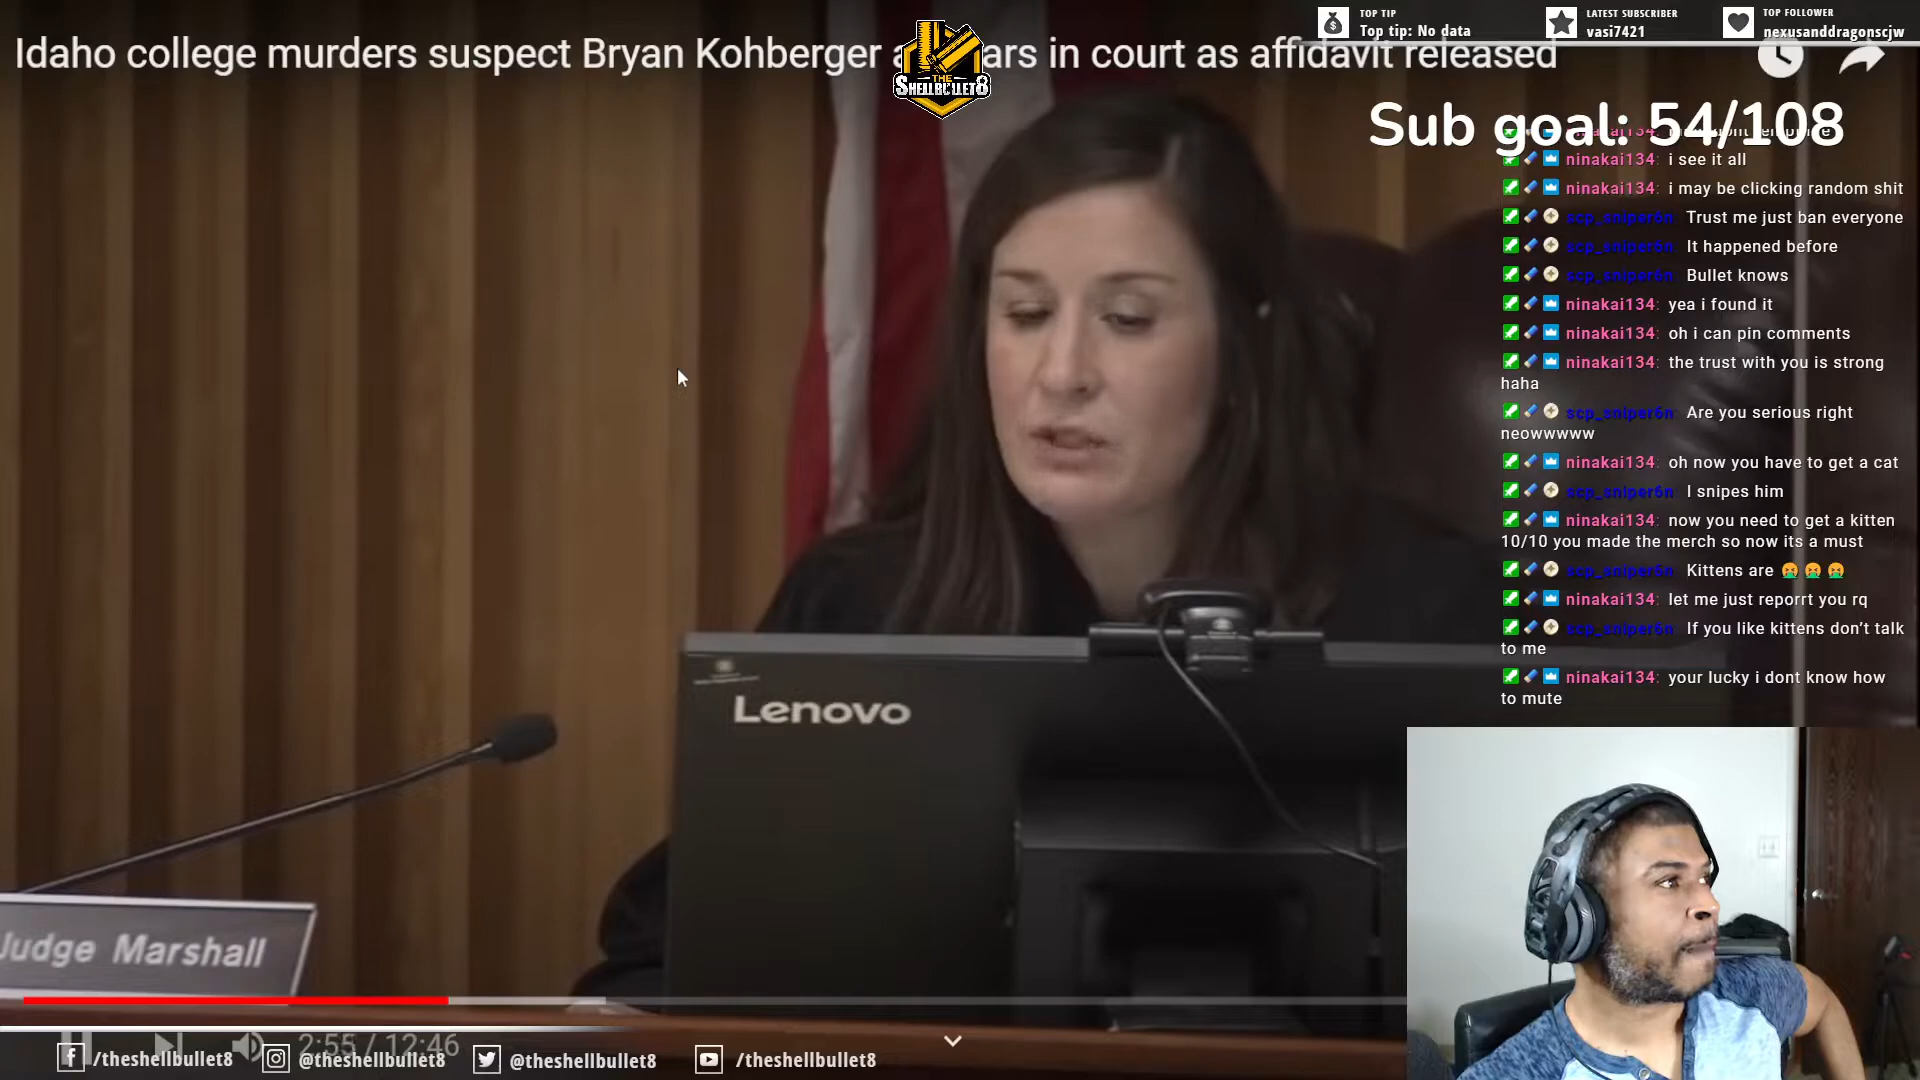 TOP TIP
Top tip: No data
LATEST SUBSCRIBER
vasi7421
TOP FOLLOWER
nexusanddragonscjw
Idaho college murders suspect Bryan Kohberger a ars in court as affidavit released
THE
SHELLBULLET8
Sub goal: 54/108
ninakai134: i see it all
ninakai134: i may be clicking random shit
scp_sniper6n: Trust me just ban everyone
scp_sniper6n: It happened before
scp_sniper6n: Bullet knows
ninakai134: yea i found it
ninakai134: oh i can pin comments
ninakai134: the trust with you is strong
haha
scp_sniper6n: Are you serious right
neowwwww
ninakai134: oh now you have to get a cat
scp_sniper6n: I snipes him
ninakai134: now you need to get a kitten
10/10 you made the merch so now its a must
scp_sniper6n: Kittens are 🤮 🤮 🤮
ninakai134: let me just reporrt you rq
scp_sniper6n: If you like kittens don't talk
to me
ninakai134: your lucky i dont know how
to mute
Lenovo
Judge Marshall
2:55 / 12:46
/theshellbullet8 @theshellbullet8 @theshellbullet8 /theshellbullet8